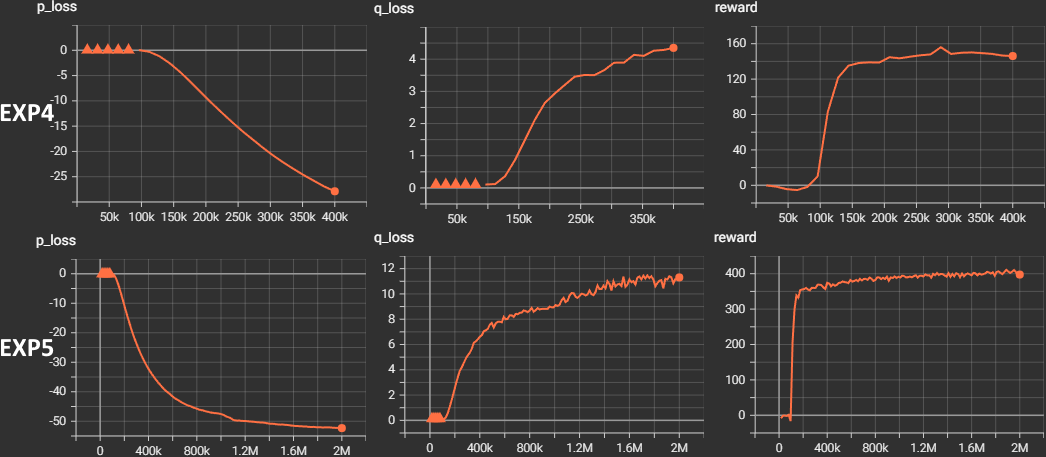 p_loss q_loss reward
0 4 160
-5 3 120
EXP4 -10 2 80
-15 1 40
-20 0 0
-25
50k 100k 150k 200k 250k 300k 350k 400k 50k 150k 250k 350k 50k 100k 150k 200k 250k 300k 350k 400k
p_loss q_loss reward
0 12 400
-10 10 300
-20 8 200
EXP5 -30 6 100
-40 4 0
-50 2
0
0 400k 800k 1.2M 1.6M 2M 0 400k 800k 1.2M 1.6M 2M 0 400k 800k 1.2M 1.6M 2M